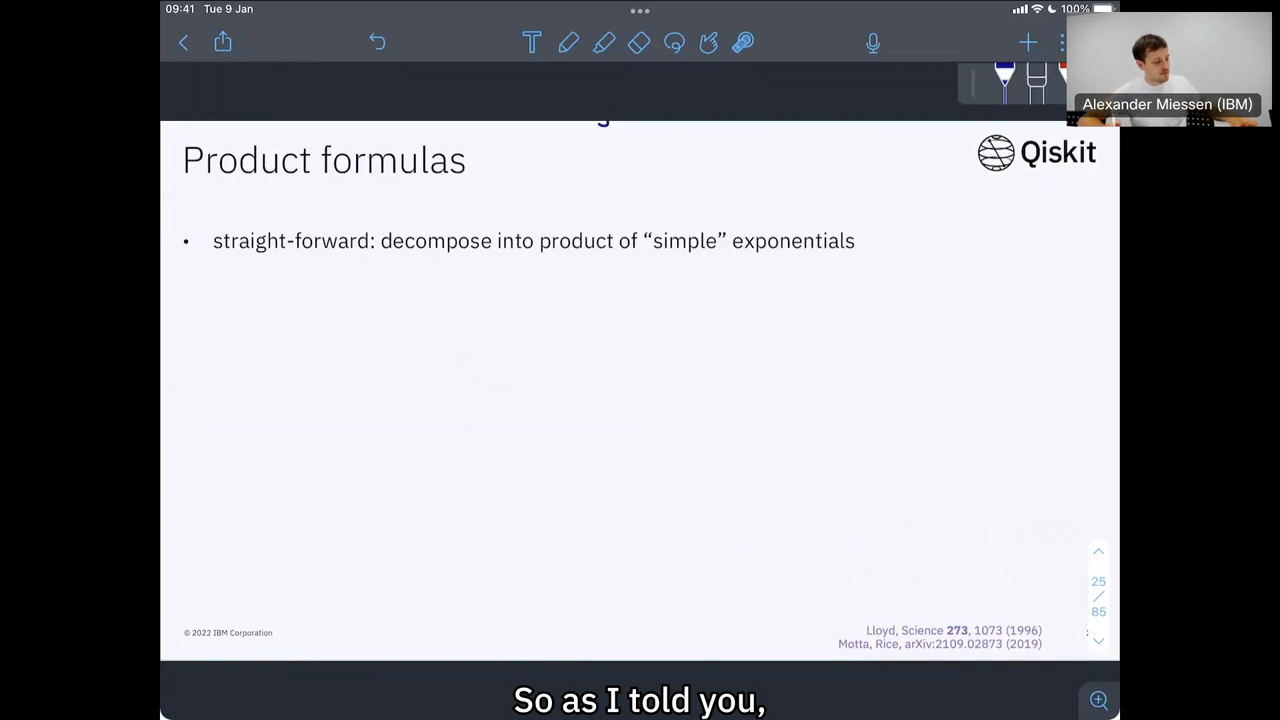 09:41 Tue 9 Jan
100%
T
Alexander Miessen (IBM)
Product formulas
Qiskit
• straight-forward: decompose into product of “simple” exponentials
25
/
85
© 2022 IBM Corporation
Lloyd, Science 273, 1073 (1996)
Motta, Rice, arXiv:2109.02873 (2019)
So as I told you,